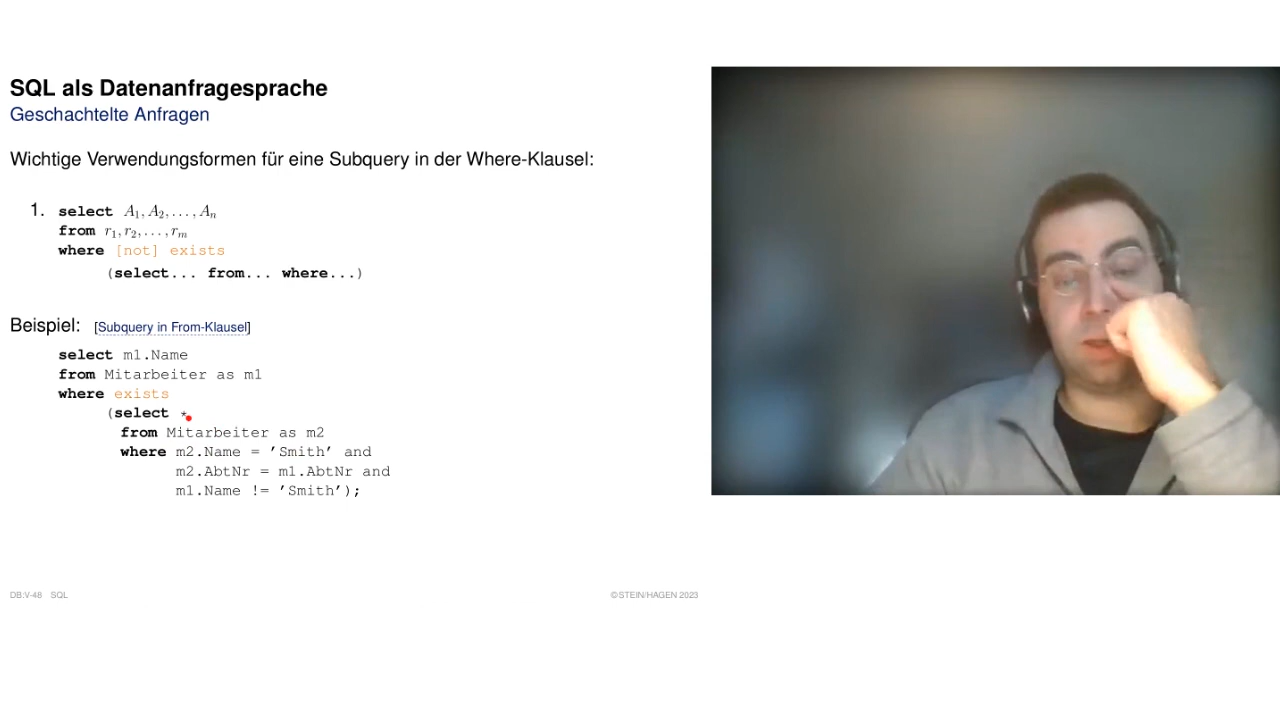 SQL als Datenanfragesprache
Geschachtelte Anfragen
Wichtige Verwendungsformen für eine Subquery in der Where-Klausel:
1. select A₁, A₂, ..., Aₙ
from r₁, r₂, ..., rₘ
where [not] exists
(select... from... where...)
Beispiel: [Subquery in From-Klausel]
select m1.Name
from Mitarbeiter as m1
where exists
(select *
from Mitarbeiter as m2
where m2.Name = ’Smith’ and
m2.AbtNr = m1.AbtNr and
m1.Name != ’Smith’);
DB:V-48 SQL
©STEIN/HAGEN 2023